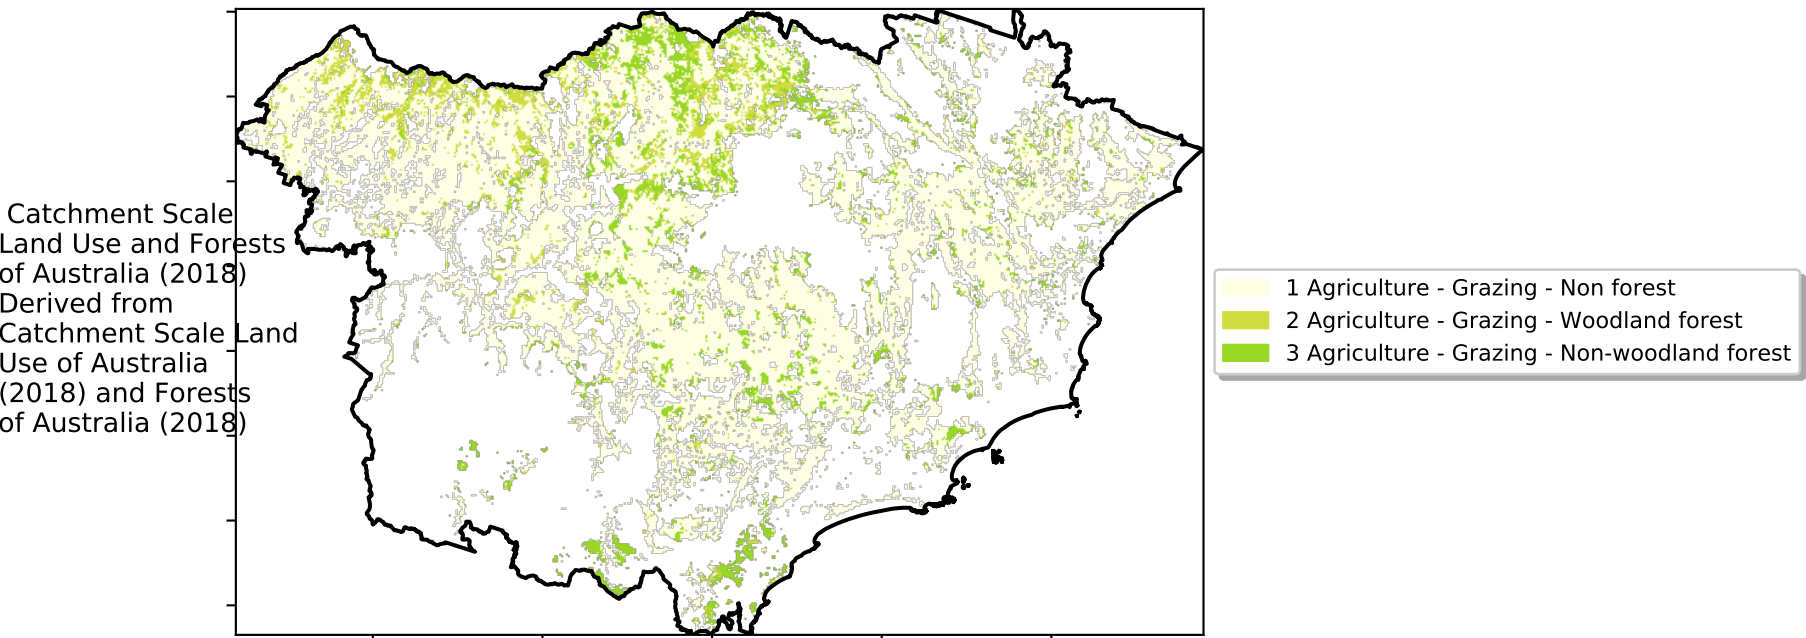 Catchment Scale
Land Use and Forests
of Australia (2018)
Derived from
Catchment Scale Land
Use of Australia
(2018) and Forests
of Australia (2018)
1 Agriculture - Grazing - Non forest
2 Agriculture - Grazing - Woodland forest
3 Agriculture - Grazing - Non-woodland forest